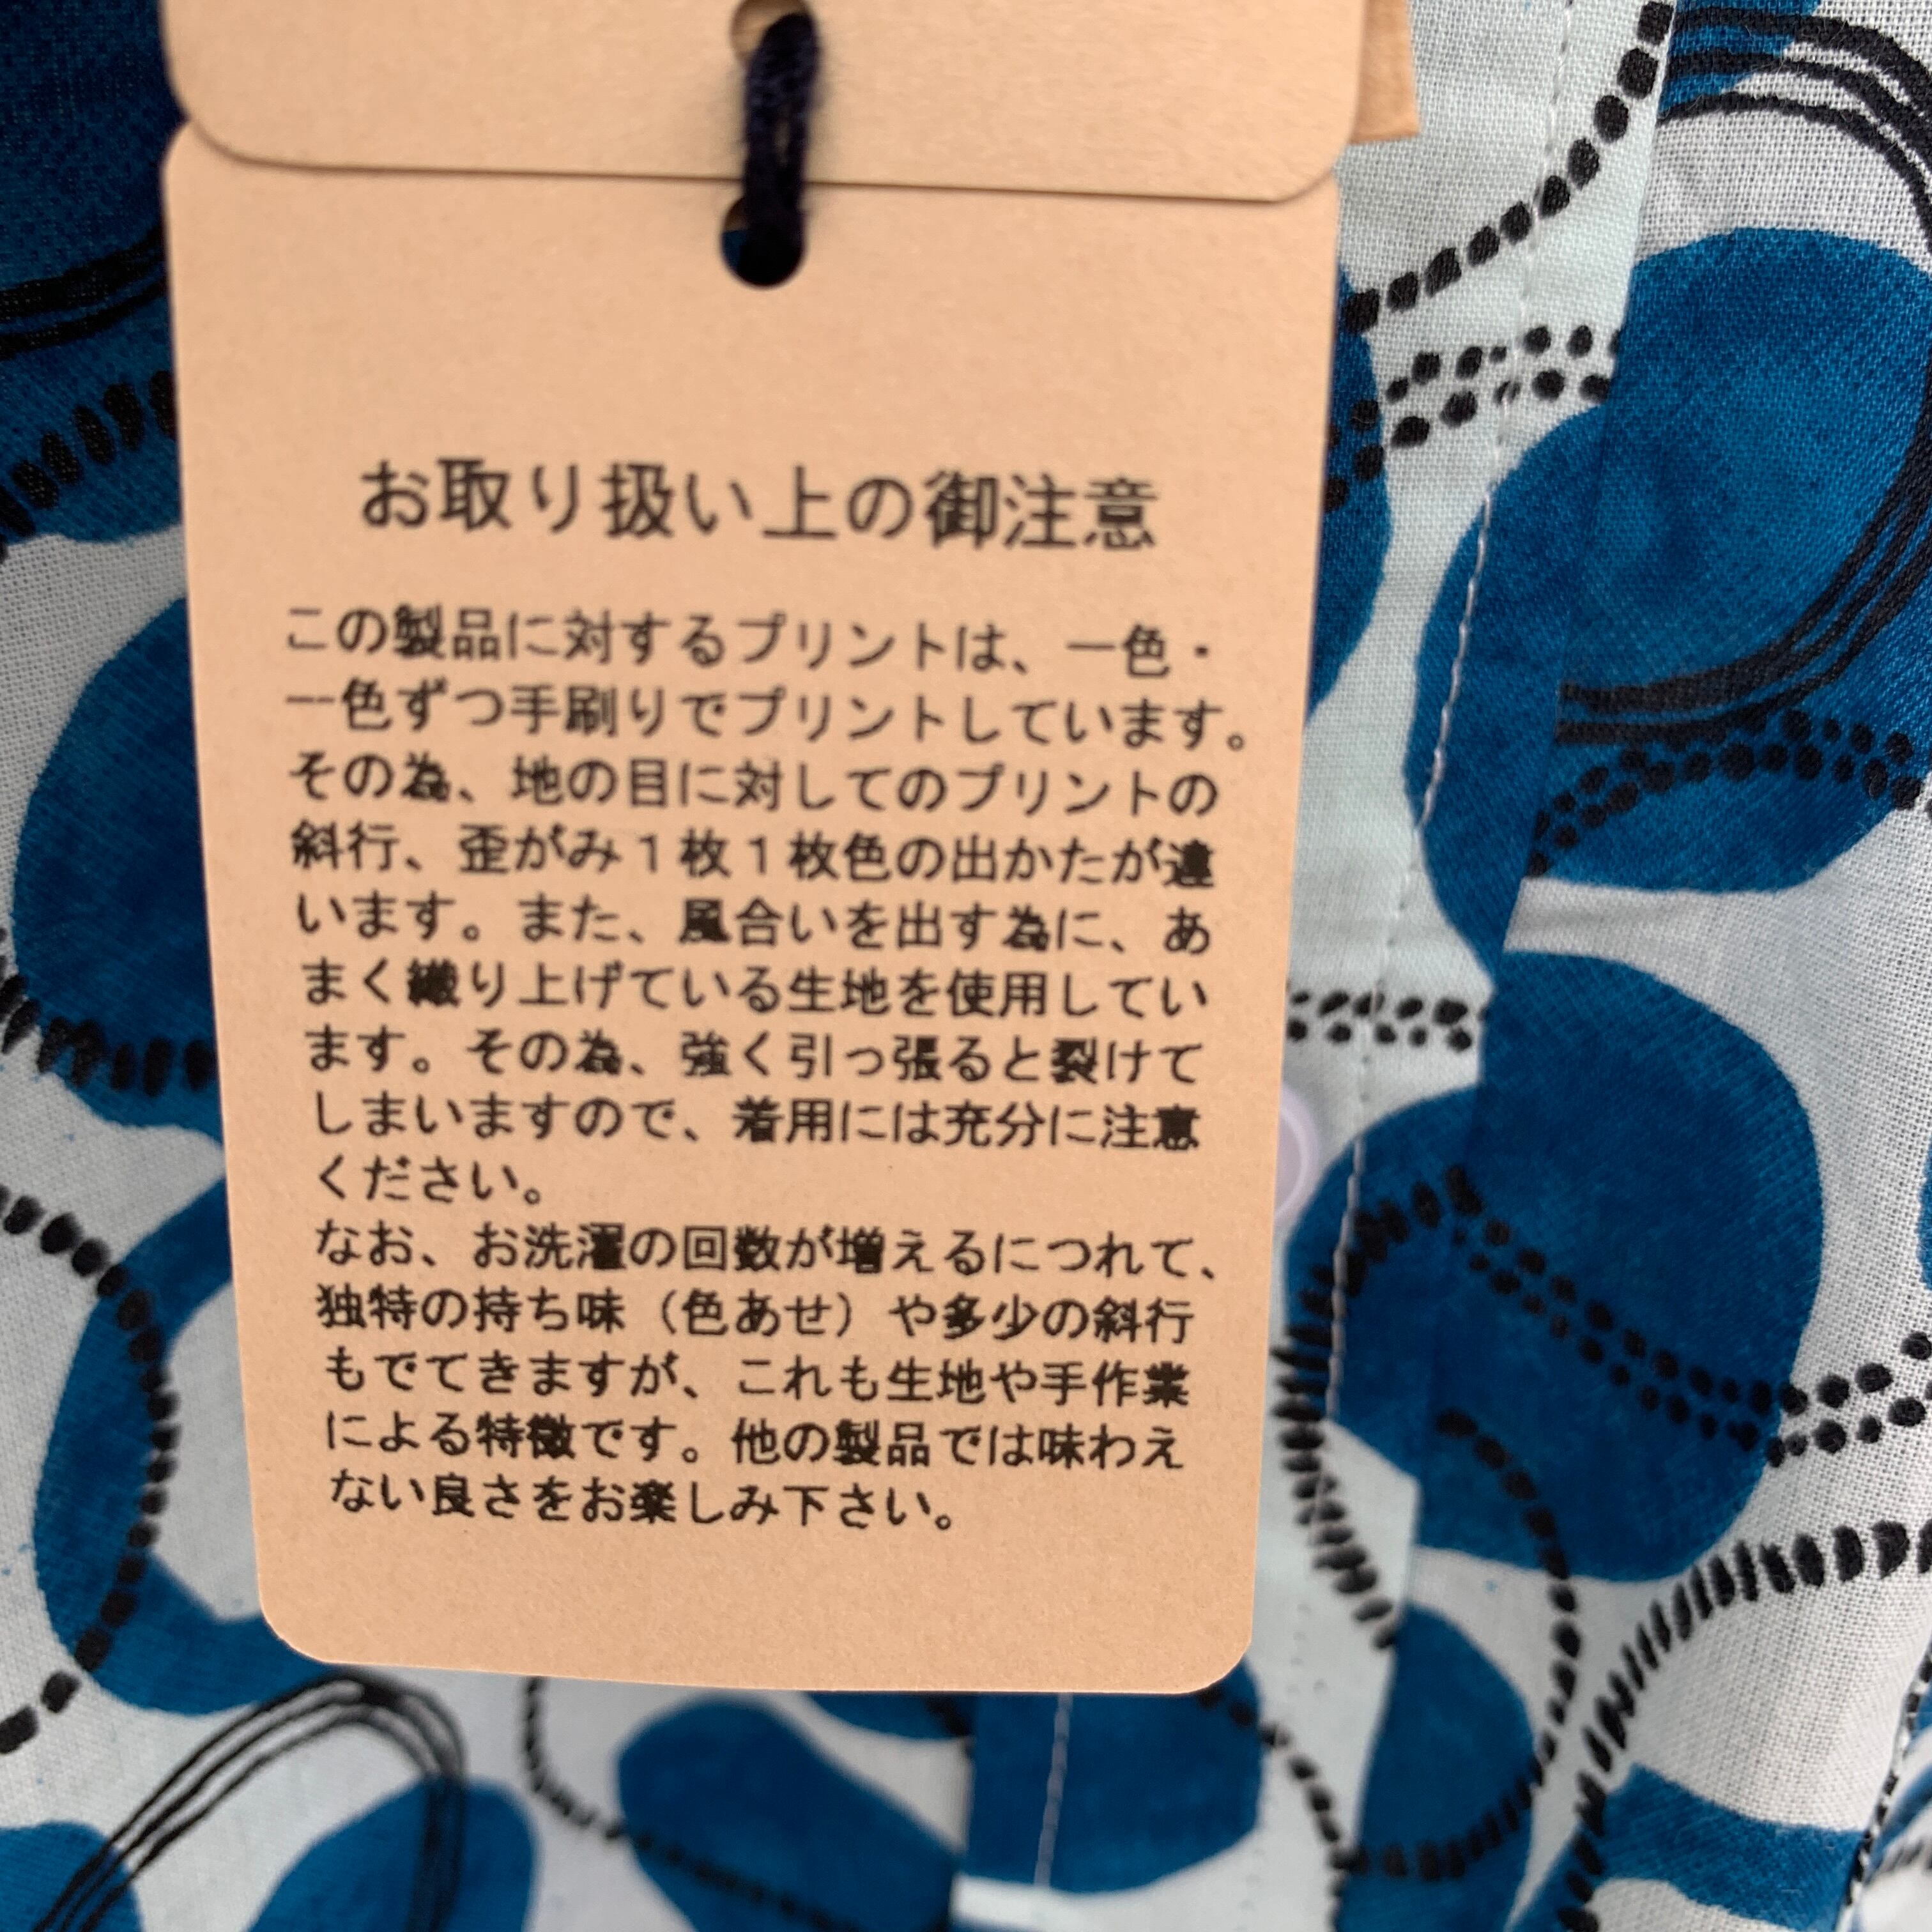 お取り扱い上の御注意
この製品に対するプリントは、一色・
一色ずつ手刷りでプリントしています。
その為、地の目に対してのプリントの
斜行、歪がみ１枚１枚色の出かたが違
います。また、風合いを出す為に、あ
まく織り上げている生地を使用してい
ます。その為、強く引っ張ると裂けて
しまいますので、着用には充分に注意
ください。
なお、お洗濯の回数が増えるにつれて、
独特の持ち味（色あせ）や多少の斜行
もでてきますが、これも生地や手作業
による特徴です。他の製品では味わえ
ない良さをお楽しみ下さい。